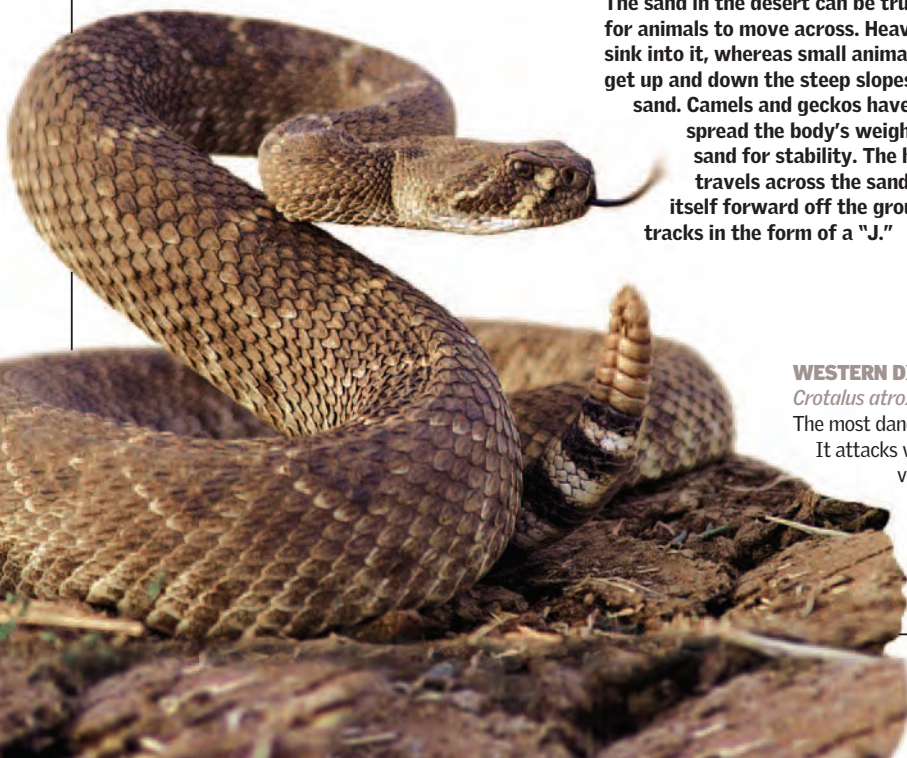 The sand in the desert can be tru
for animals to move across. Heav
sink into it, whereas small anima
get up and down the steep slopes
sand. Camels and geckos have
spread the body's weigh
sand for stability. The h
travels across the sand
itself forward off the grou
tracks in the form of a "J."
WESTERN D
Crotalus atro
The most dan
It attacks v
v